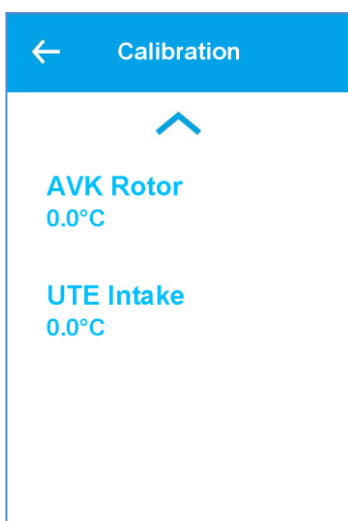 Calibration
AVK Rotor
0.0°C
UTE Intake
0.0°C